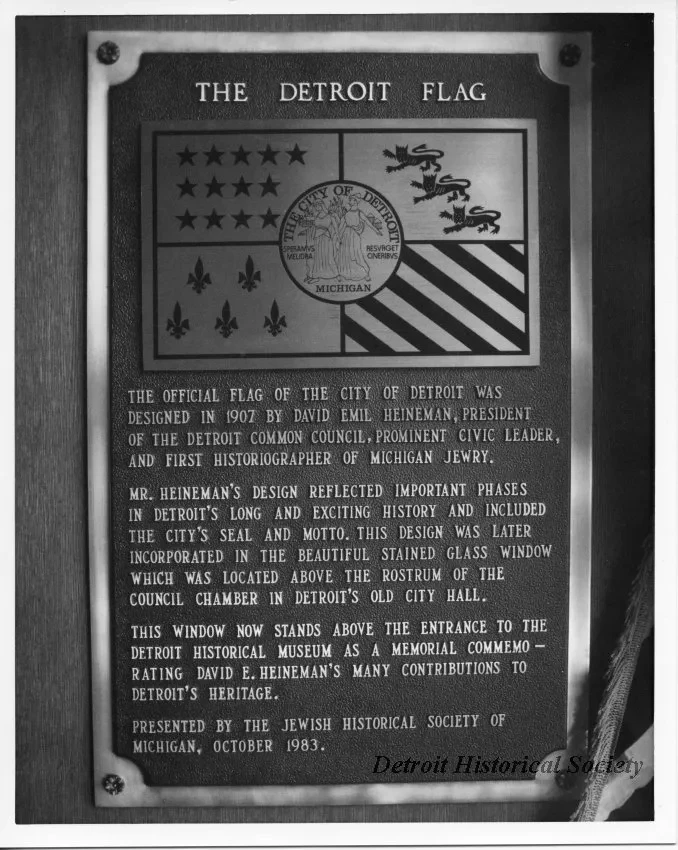 THE DETROIT FLAG
THE CITY OF DETROIT
SPERAMVS
MELIORA
RESVRGET
CINERIBVS
MICHIGAN
THE OFFICIAL FLAG OF THE CITY OF DETROIT WAS
DESIGNED IN 1907 BY DAVID EMIL HEINEMAN, PRESIDENT
OF THE DETROIT COMMON COUNCIL, PROMINENT CIVIC LEADER,
AND FIRST HISTORIOGRAPHER OF MICHIGAN JEWRY.
MR. HEINEMAN'S DESIGN REFLECTED IMPORTANT PHASES
IN DETROIT'S LONG AND EXCITING HISTORY AND INCLUDED
THE CITY'S SEAL AND MOTTO. THIS DESIGN WAS LATER
INCORPORATED IN THE BEAUTIFUL STAINED GLASS WINDOW
WHICH WAS LOCATED ABOVE THE ROSTRUM OF THE
COUNCIL CHAMBER IN DETROIT'S OLD CITY HALL.
THIS WINDOW NOW STANDS ABOVE THE ENTRANCE TO THE
DETROIT HISTORICAL MUSEUM AS A MEMORIAL COMMEMO –
RATING DAVID E. HEINEMAN'S MANY CONTRIBUTIONS TO
DETROIT'S HERITAGE.
PRESENTED BY THE JEWISH HISTORICAL SOCIETY OF
MICHIGAN, OCTOBER 1983.
Detroit Historical Society